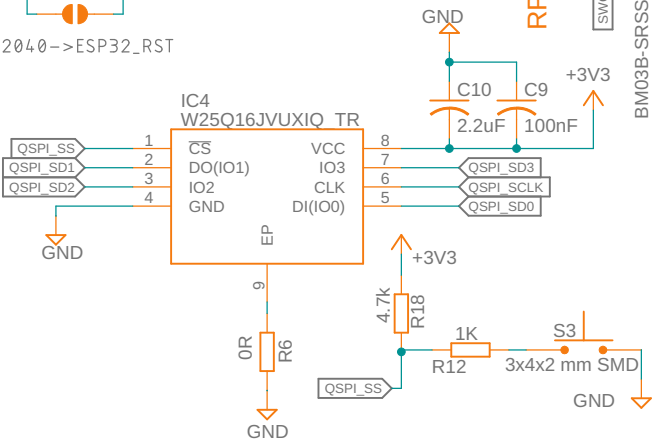 2040->ESP32_RST
GND
RF
SWC
BM03B-SRSS
+3V3
C10
C9
2.2uF
100nF
IC4
W25Q16JVUXIQ_TR
QSPI_SS
1
CS
VCC
8
QSPI_SD1
2
DO(IO1)
IO3
7
QSPI_SD3
QSPI_SD2
3
IO2
CLK
6
QSPI_SCLK
4
GND
DI(IO0)
5
QSPI_SD0
GND
EP
9
+3V3
4.7k
R18
0R
R6
1K
S3
R12
3x4x2 mm SMD
QSPI_SS
GND
GND